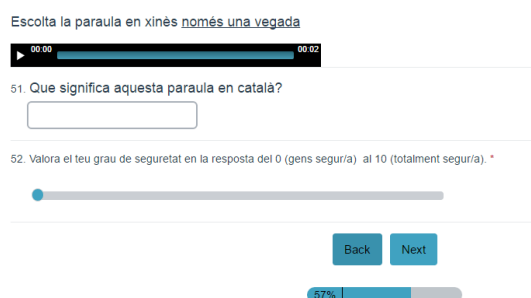 Escolta la paraula en xinès només una vegada
00:00 00:02
51. Que significa aquesta paraula en català?
52. Valora el teu grau de seguretat en la resposta del 0 (gens segur/a) al 10 (totalment segur/a). *
Back Next
57%